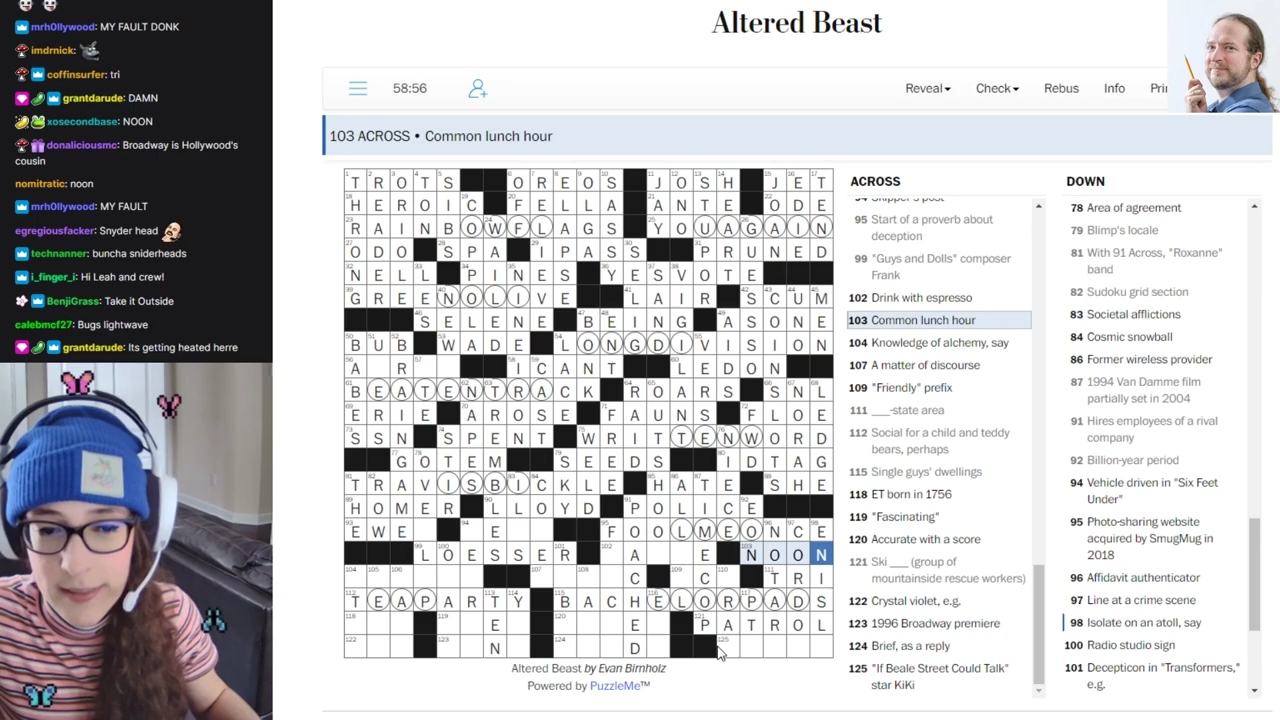 mrh0llywood: MY FAULT DONK
imdrnick:
coffinsurfer: tri
grantdarude: DAMN
xosecondbase: NOON
donaliciousmc: Broadway is Hollywood's
cousin
nomitratic: noon
mrh0llywood: MY FAULT
egregiousfacker: Snyder head
technanner: buncha sniderheads
i_finger_i: Hi Leah and crew!
BenjiGrass: Take it Outside
calebmcf27: Bugs lightwave
grantdarude: Its getting heated herre
Altered Beast
58:56
Reveal
Check
Rebus
Info
103 ACROSS • Common lunch hour
T R O T S O R E O S J O S H J E T
H E R O I C F E L L A A N T E O D E
R A I N B O W F L A G S Y O U A G A I N
O D O S P A I P A S S P R U N E D
N E L L P I N E S Y E S V O T E
G R E E N O L I V E L A I R S C U M
S E L E N E B E I N G A S O N E
B U B W A D E L O N G D I V I S I O N
A R I C A N T L E D O N
B E A T E N T R A C K R O A R S S N L
E R I E A R O S E F A U N S F L O E
S S N S P E N T W R I T T E N W O R D
G O T E M S E E D S I D T A G
T R A V I S B I C K L E H A T E S H E
H O M E R L L O Y D P O L I C E
E W E E F O O L M E O N C E
L O E S S E R A E N O O N
C C T R I
T E A P A R T Y B A C H E L O R P A D S
E E P A T R O L
N D
Altered Beast by Evan Birnholz
Powered by PuzzleMe™
ACROSS
95 Start of a proverb about
deception
99 "Guys and Dolls" composer
Frank
102 Drink with espresso
103 Common lunch hour
104 Knowledge of alchemy, say
107 A matter of discourse
109 "Friendly" prefix
111 ___-state area
112 Social for a child and teddy
bears, perhaps
115 Single guys' dwellings
118 ET born in 1756
119 "Fascinating"
120 Accurate with a score
121 Ski ___ (group of
mountainside rescue workers)
122 Crystal violet, e.g.
123 1996 Broadway premiere
124 Brief, as a reply
125 "If Beale Street Could Talk"
star KiKi
DOWN
78 Area of agreement
79 Blimp's locale
81 With 91 Across, "Roxanne"
band
82 Sudoku grid section
83 Societal afflictions
84 Cosmic snowball
86 Former wireless provider
87 1994 Van Damme film
partially set in 2004
91 Hires employees of a rival
company
92 Billion-year period
94 Vehicle driven in "Six Feet
Under"
95 Photo-sharing website
acquired by SmugMug in
2018
96 Affidavit authenticator
97 Line at a crime scene
98 Isolate on an atoll, say
100 Radio studio sign
101 Decepticon in "Transformers,"
e.g.